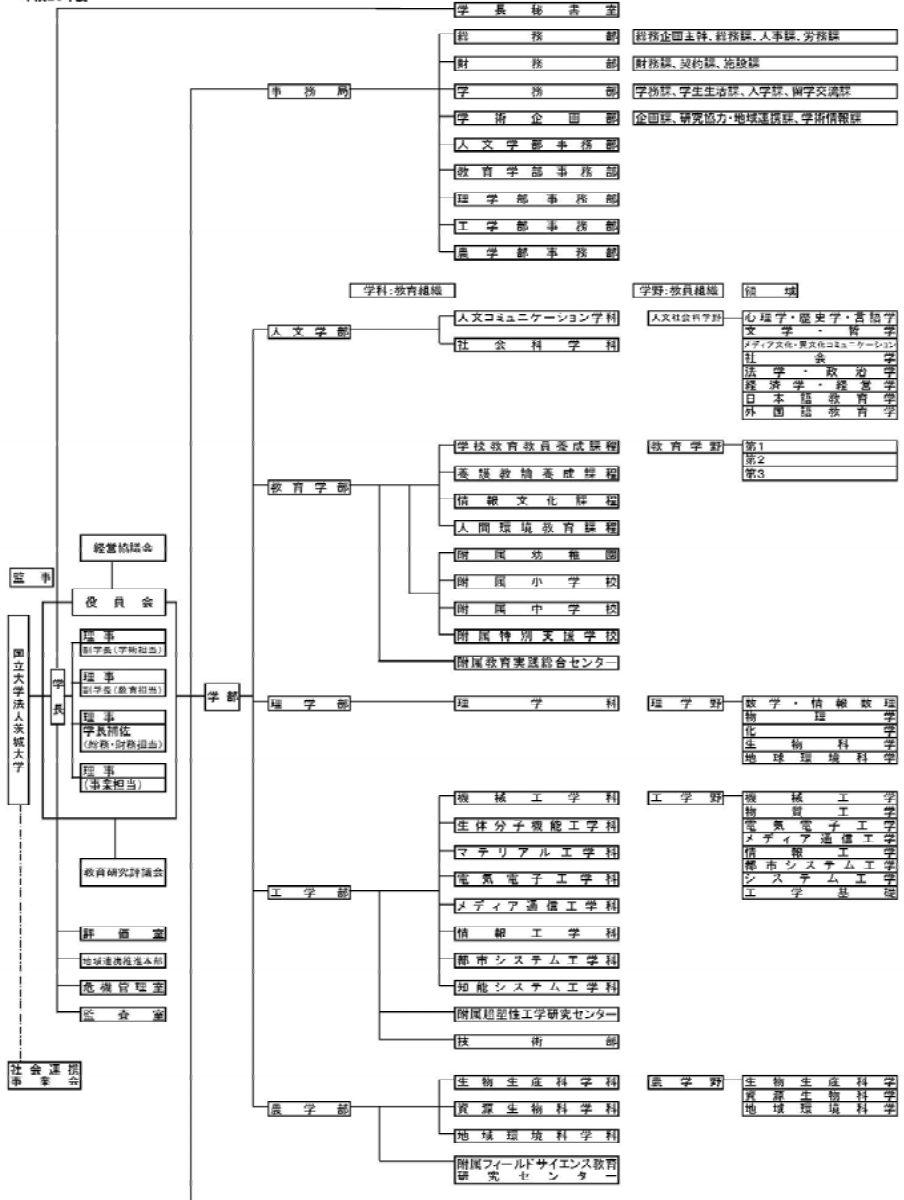 学長秘書室
総務部 総務企画主幹、総務課、人事課、労務課
財務部 財務課、契約課、施設課
事務局
学務部 学務課、学生生活課、入学課、留学交流課
学術企画部 企画課、研究協力・地域連携課、学術情報課
人文学部事務部
教育学部事務部
理学部事務部
工学部事務部
農学部事務部
学科:教育組織 学野:教員組織 領域
人文学部
人文コミュニケーション学科
社会科学科
人文社会科学野
心理学・歴史学・言語学
文学・哲学
メディア文化・異文化コミュニケーション
社会学
法学・政治学
経済学・経営学
日本語教育学
外国語教育学
教育学部
学校教育教員養成課程
養護教諭養成課程
情報文化課程
人間環境教育課程
附属幼稚園
附属小学校
附属中学校
附属特別支援学校
附属教育実践総合センター
教育学野
第1
第2
第3
経営協議会
監事
役員会
国立大学法人茨城大学
学長
理事
副学長(学術担当)
理事
副学長(教育担当)
理事
学長補佐
(総務・財務担当)
理事
(事業担当)
教育研究評議会
評価室
地域連携推進本部
危機管理室
監査室
社会連携
事業会
学部
理学部
理学科
理学野
数学・情報数理
物理学
化学
生物科学
地球環境科学
工学部
機械工学科
生体分子機能工学科
マテリアル工学科
電気電子工学科
メディア通信工学科
情報工学科
都市システム工学科
知能システム工学科
附属超塑性工学研究センター
技術部
工学野
機械工学
物質工学
電気電子工学
メディア通信工学
情報工学
都市システム工学
システム工学
工学基礎
農学部
生物生産科学科
資源生物科学科
地域環境科学科
附属フィールドサイエンス教育
研究センター
農学野
生物生産科学
資源生物科学
地域環境科学